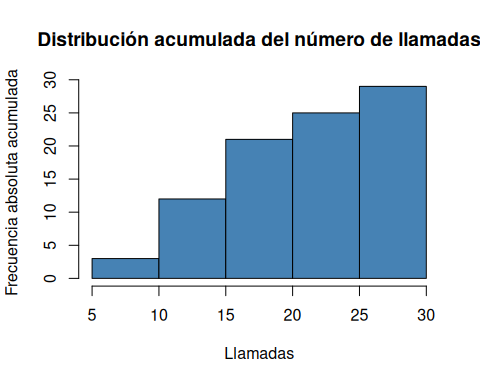 Distribución acumulada del número de llamadas
Frecuencia absoluta acumulada
30
25
20
15
10
5
0
5 10 15 20 25 30
Llamadas